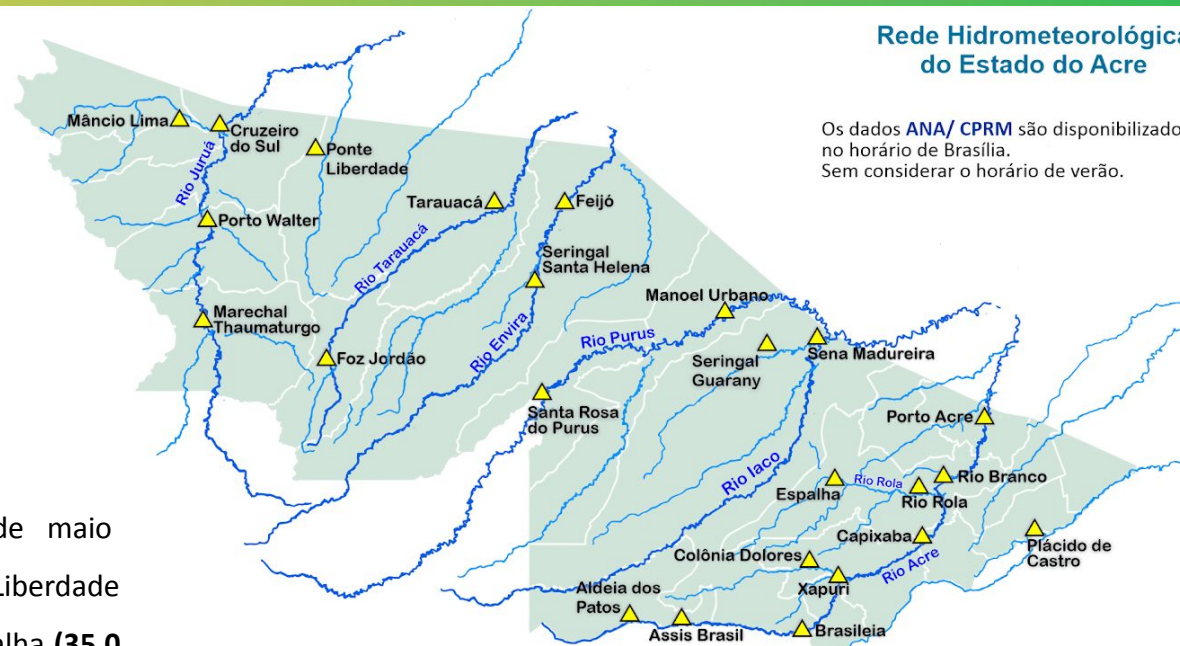 Rede Hidrometeorológica
do Estado do Acre
Os dados ANA/ CPRM são disponibilizado
no horário de Brasília.
Sem considerar o horário de verão.
Mâncio Lima
Cruzeiro
do Sul
Ponte
Liberdade
Rio Juruá
Porto Walter
Tarauacá
Feijó
Rio Tarauacá
Seringal
Santa Helena
Marechal
Thaumaturgo
Foz Jordão
Rio Envira
Manoel Urbano
Rio Purus
Seringal
Guarany
Sena Madureira
Santa Rosa
do Purus
Porto Acre
Rio Iaco
Espalha
Rio Rola
Rio Rola
Rio Branco
Capixaba
Plácido de
Castro
Colônia Dolores
Rio Acre
Xapuri
Aldeia dos
Patos
Assis Brasil
Brasileia
de maio
Liberdade
alha (35,0